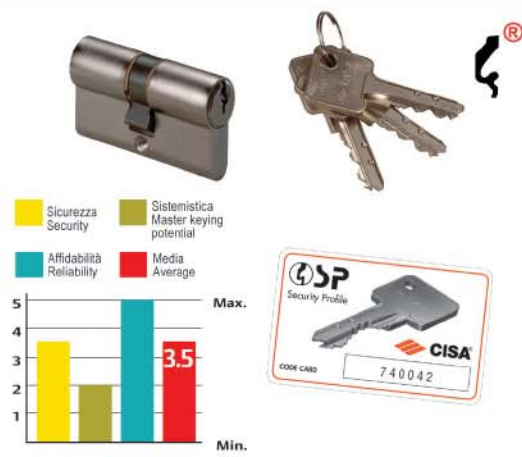 ®
Sicurezza
Security
Sistemistica
Master keying
potential
Affidabilità
Reliability
Media
Average
5
4
3
2
1
Max.
3.5
Min.
SP
Security Profile
CISA®
CODE CARD
740042